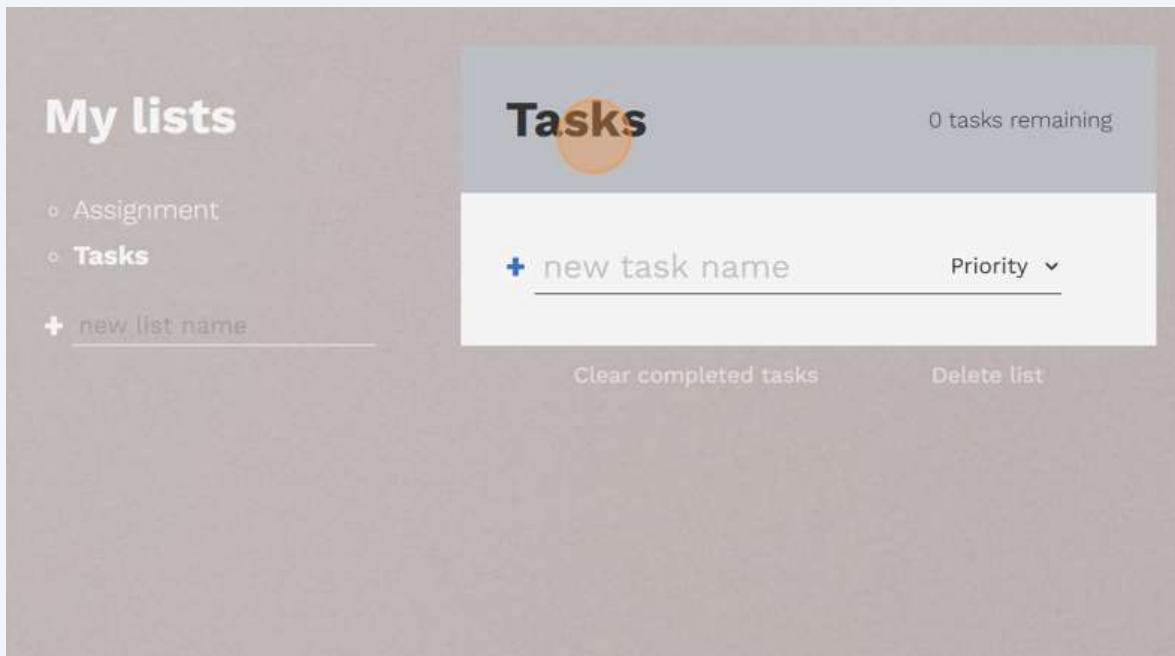 My lists
Assignment
Tasks
new list name
Tasks
0 tasks remaining
new task name
Priority
Clear completed tasks
Delete list